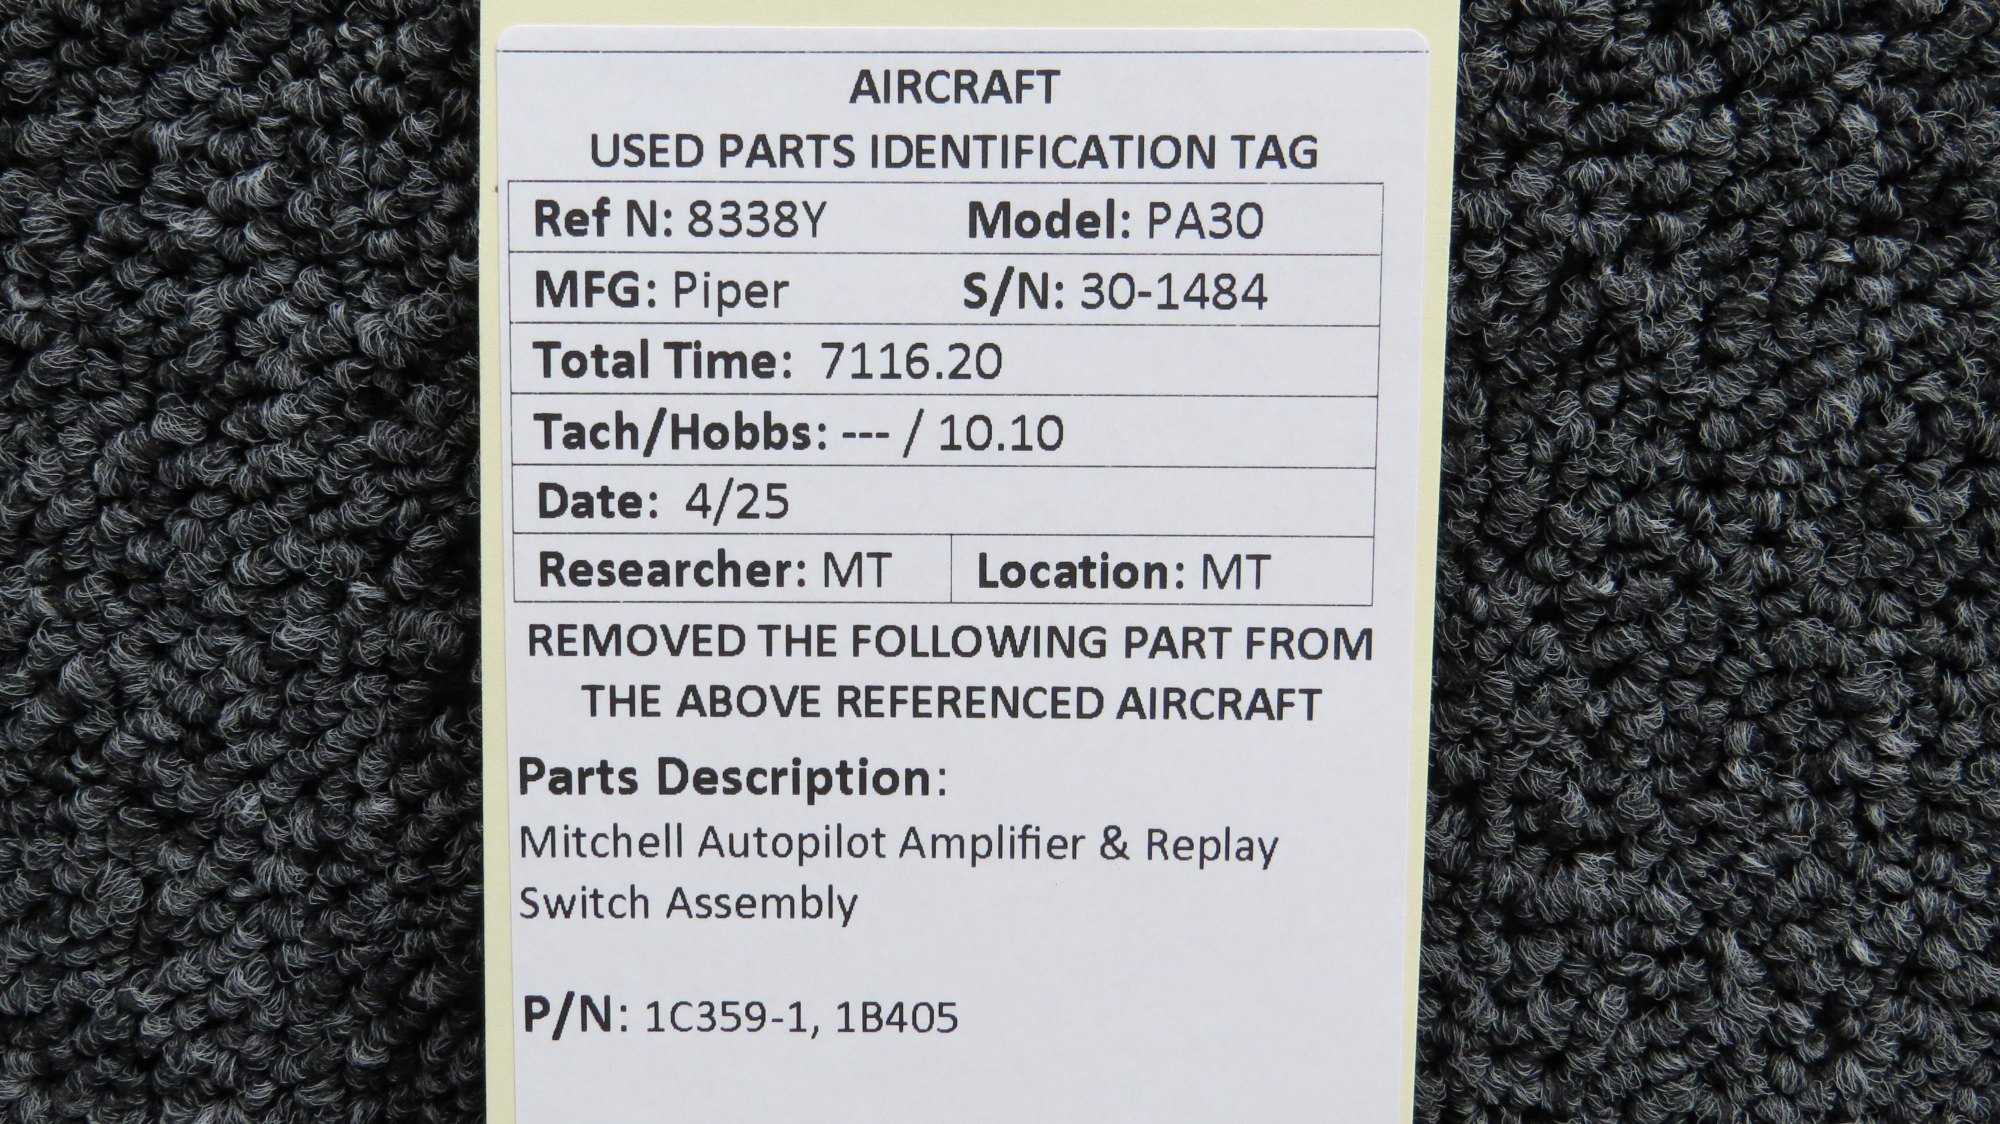 AIRCRAFT
USED PARTS IDENTIFICATION TAG
Ref N: 8338Y Model: PA30
MFG: Piper S/N: 30-1484
Total Time: 7116.20
Tach/Hobbs: --- / 10.10
Date: 4/25
Researcher: MT Location: MT
REMOVED THE FOLLOWING PART FROM
THE ABOVE REFERENCED AIRCRAFT
Parts Description:
Mitchell Autopilot Amplifier & Replay
Switch Assembly
P/N: 1C359-1, 1B405